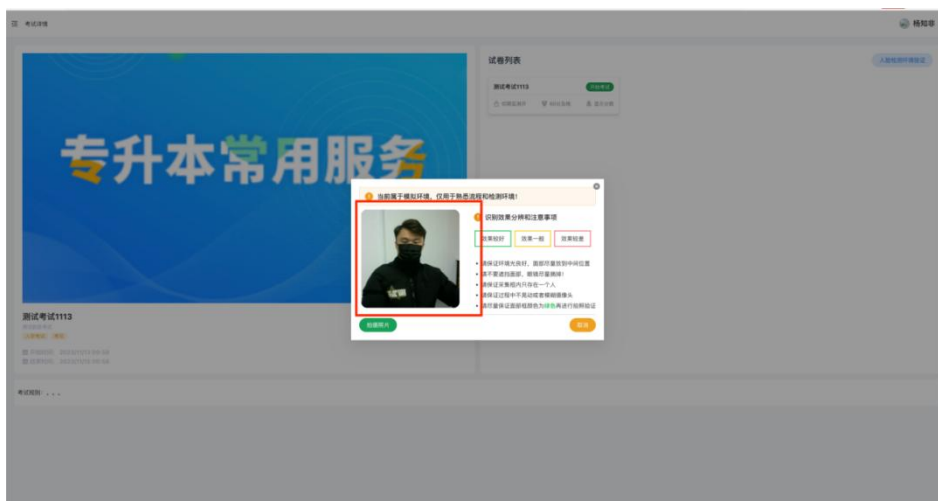 考试详情
杨知非
试卷列表
人脸检测环境验证
测试考试1113
开始考试
专升本常用服务
当前属于模拟环境，仅用于熟悉流程和检测环境！
识别效果分辨和注意事项
效果较好
效果一般
效果较差
请保证环境光良好，面部尽量放到中间位置
请不要遮挡面部，眼镜尽量摘掉！
请保证采集框内只存在一个人
请保证过程中不晃动或者模糊摄像头
请尽量保证面部框颜色为绿色再进行拍照验证
拍摄照片
取消
测试考试1113
考试规则：。。。